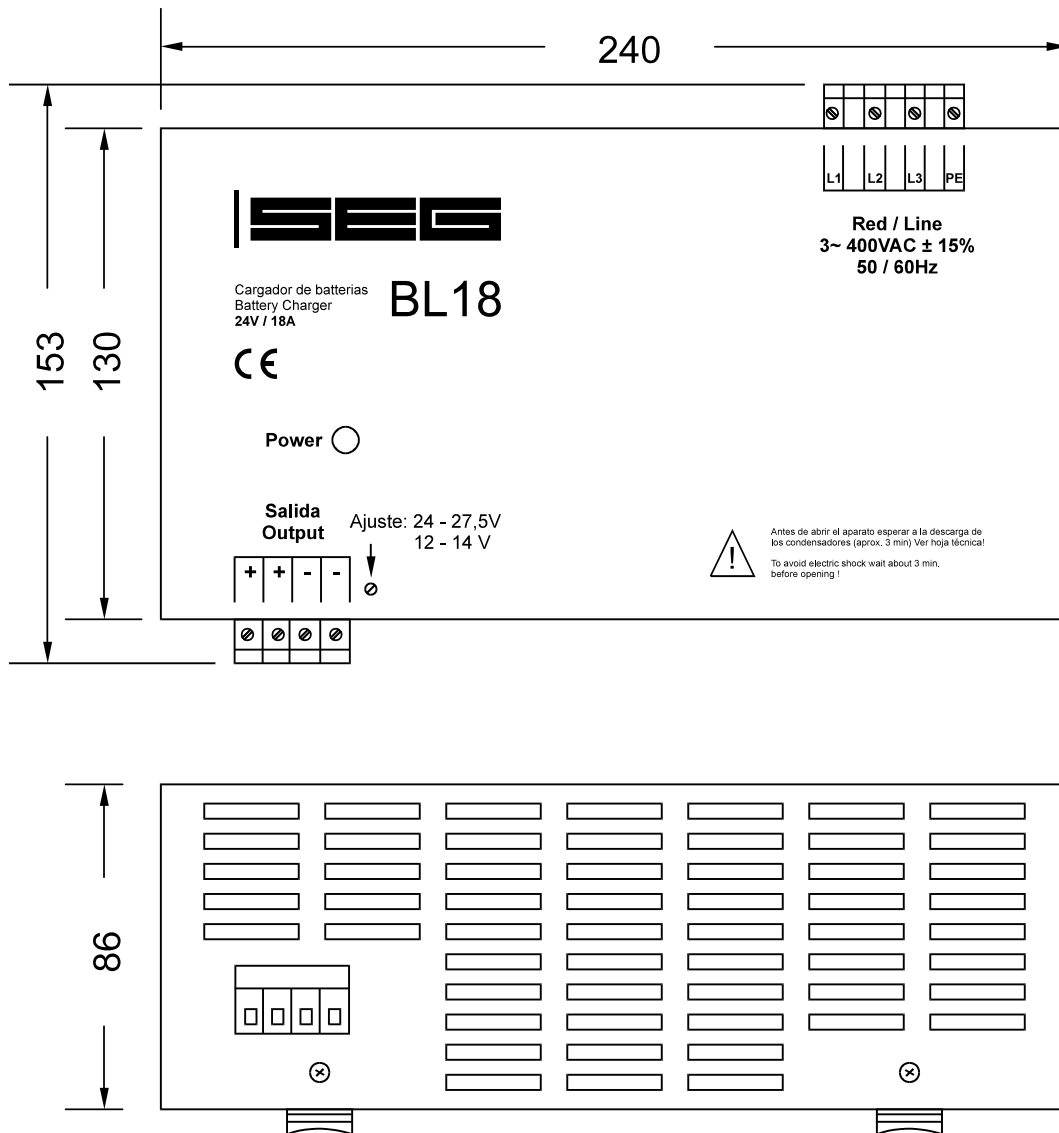 240
L1 L2 L3 PE
Red / Line
3~ 400VAC ± 15%
50 / 60Hz
SEG
Cargador de batterias
Battery Charger
24V / 18A
BL18
CE
153
130
Power
Salida
Output
Ajuste: 24 - 27,5V
12 - 14 V
+ + - -
!
Antes de abrir el aparato esperar a la descarga de
los condensadores (aprox. 3 min) Ver hoja técnica!
To avoid electric shock wait about 3 min.
before opening !
86